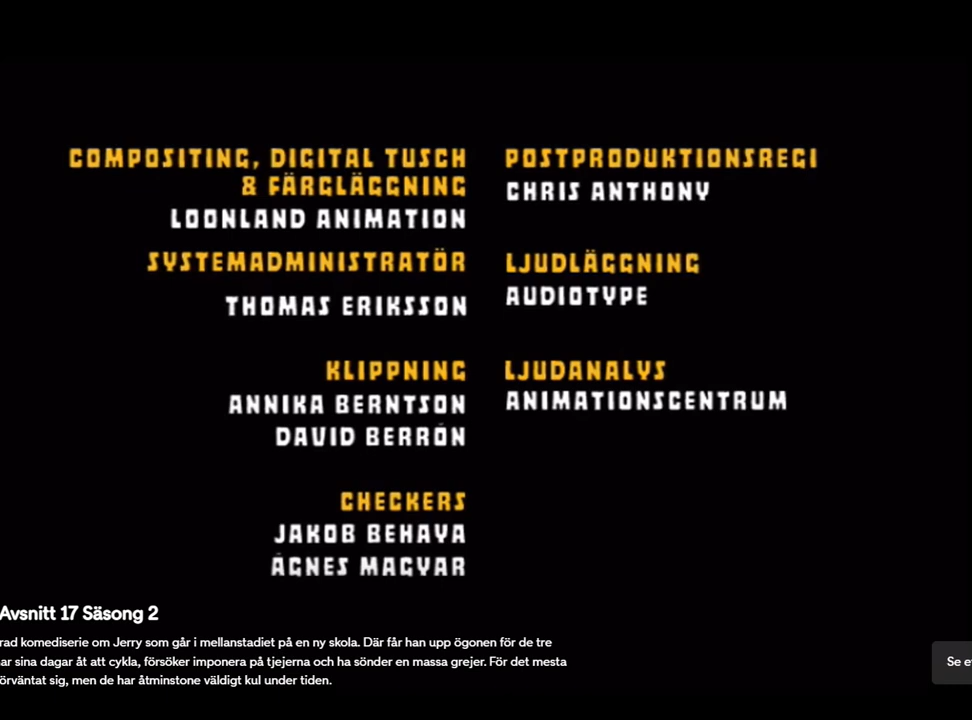 COMPOSITING, DIGITAL TUSCH
& FÄRGLÄGGNING
LOONLAND ANIMATION
SYSTEMADMINISTRATÖR
THOMAS ERIKSSON
KLIPPNING
ANNIKA BERNTSON
DAVID BERRÓN
CHECKERS
JAKOB BEHAYA
ÁGNES MAGYAR
POSTPRODUKTIONSREGI
CHRIS ANTHONY
LJUDLÄGGNING
AUDIOTYPE
LJUDANALYS
ANIMATIONSCENTRUM
Avsnitt 17 Säsong 2
rad komediserie om Jerry som går i mellanstadiet på en ny skola. Där får han upp ögonen för de tre
ar sina dagar åt att cykla, försöker imponera på tjejerna och ha sönder en massa grejer. För det mesta
örväntat sig, men de har åtminstone väldigt kul under tiden.
Se e